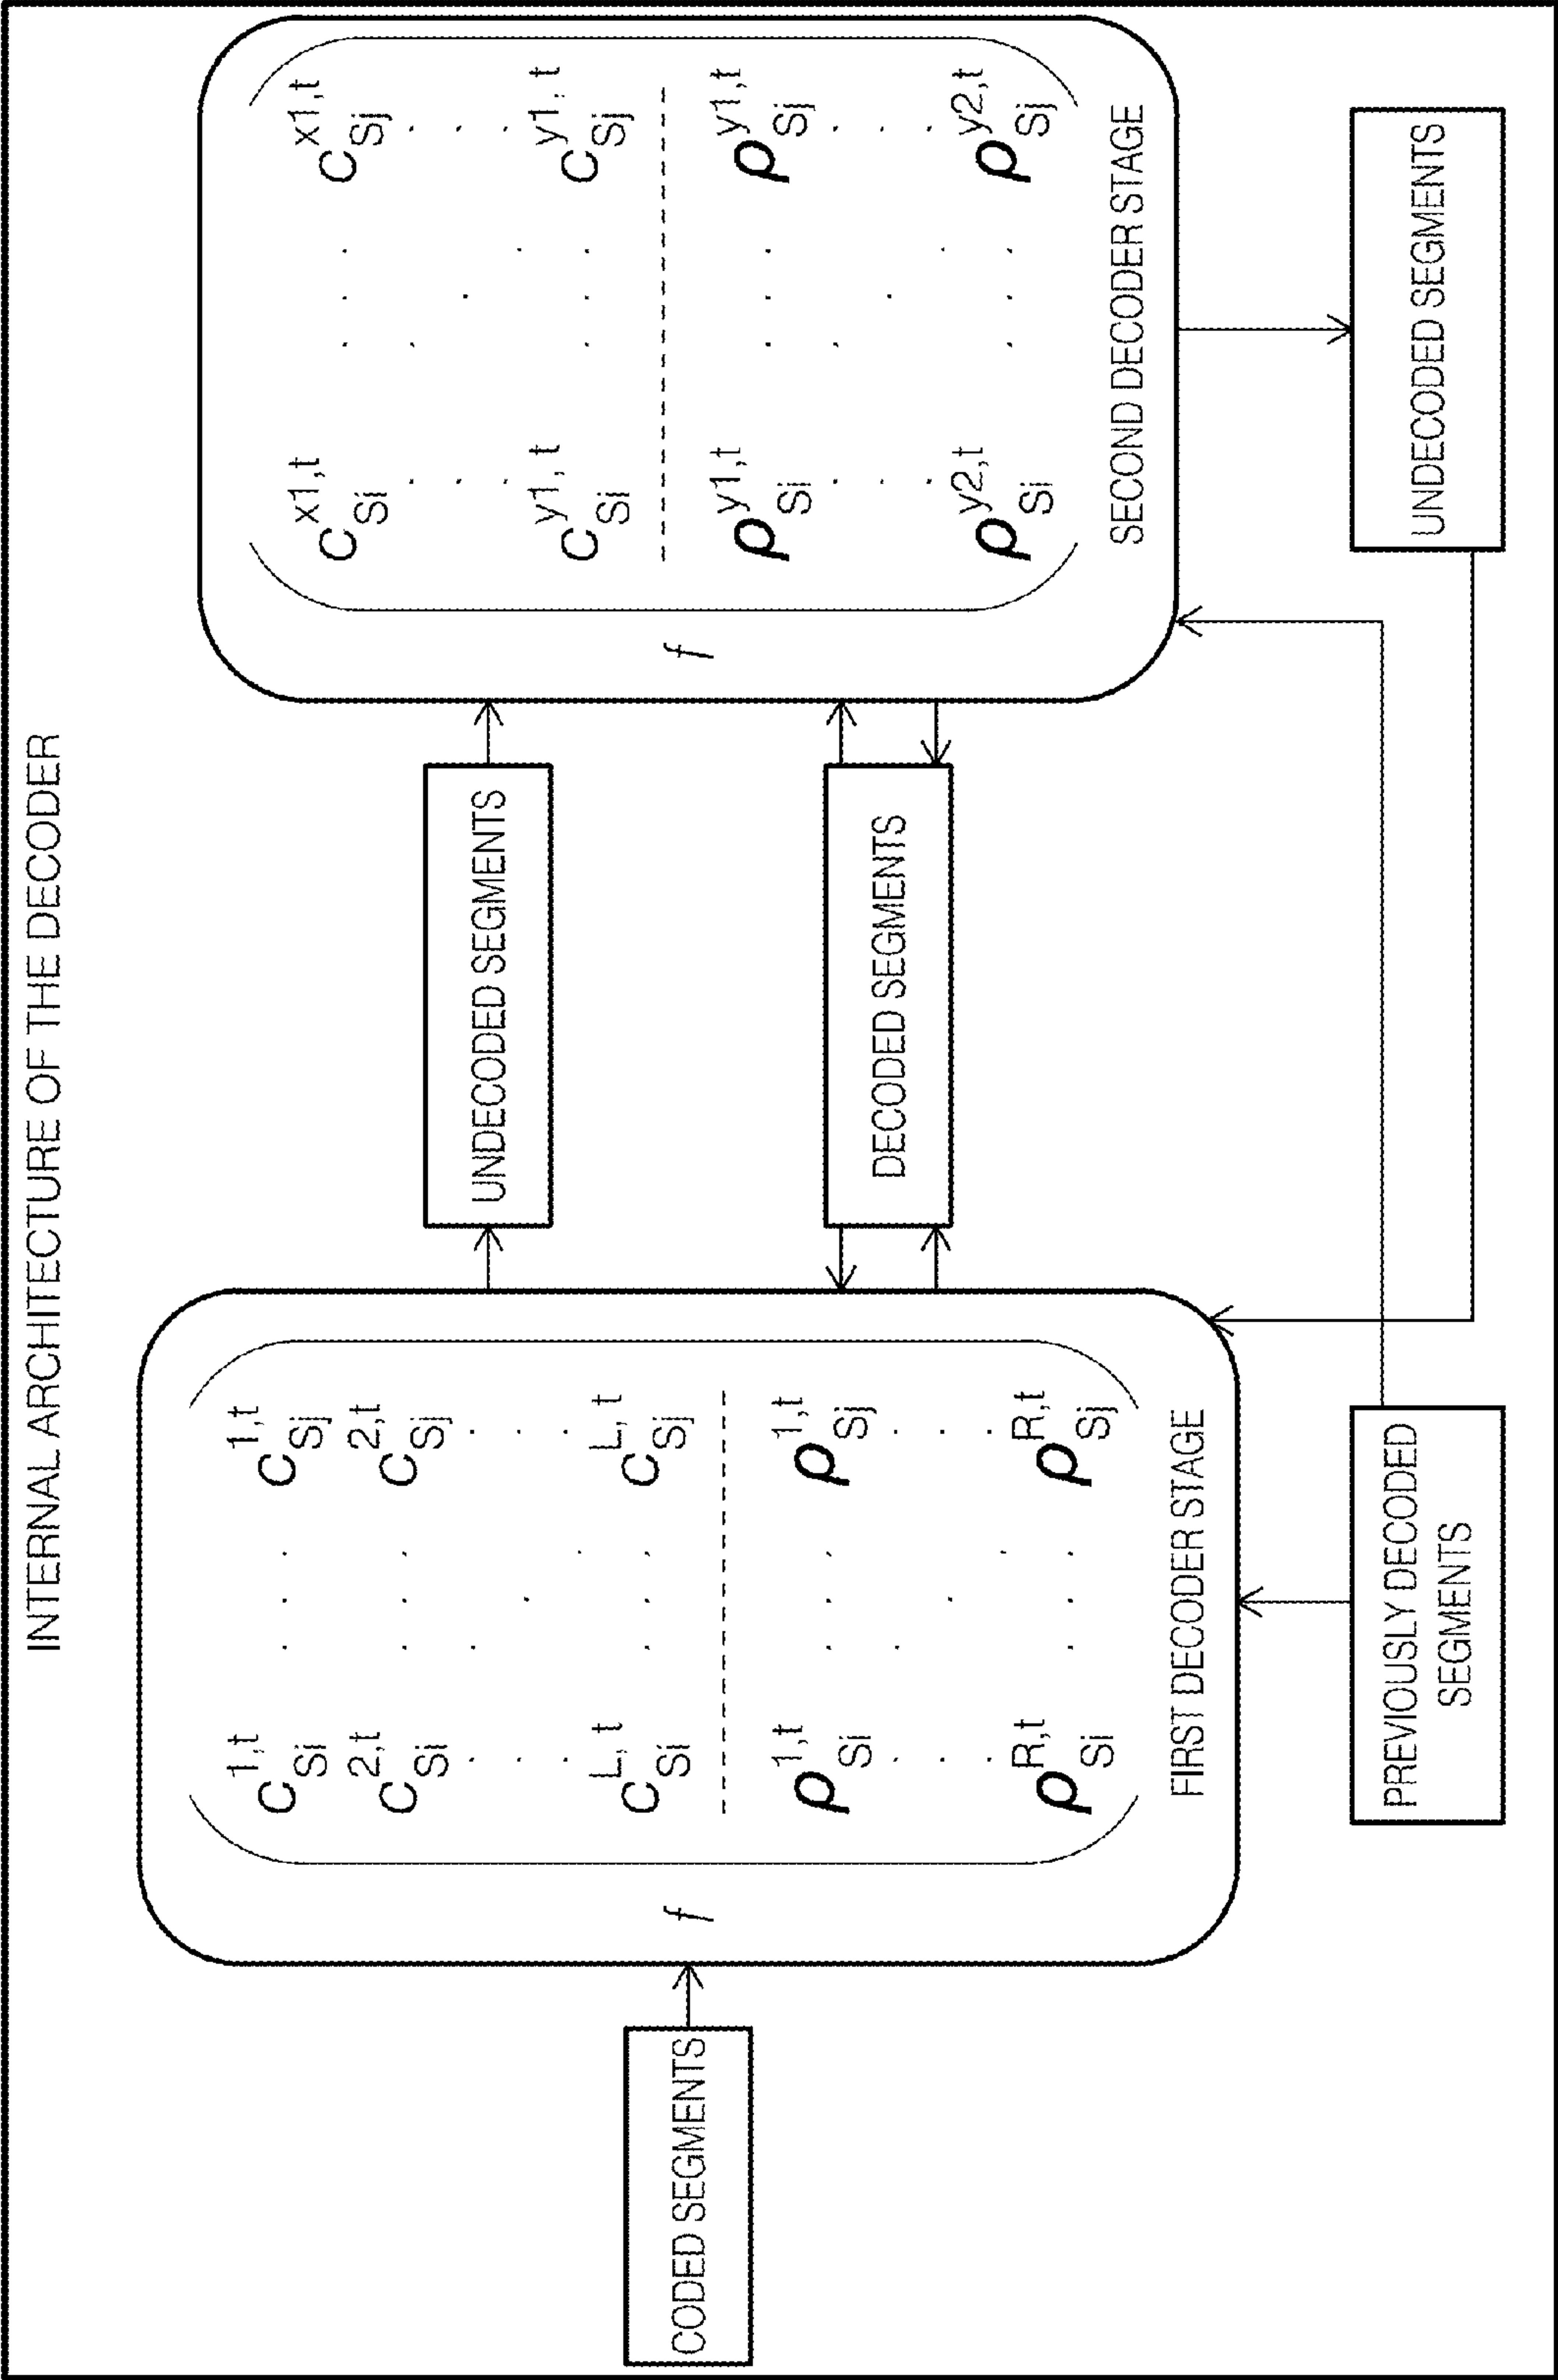 INTERNAL ARCHITECTURE OF THE DECODER
CODED SEGMENTS
f
C Si 1,t . . . C Sj 1,t
C Si 2,t . . . C Sj 2,t
C Si L,t . . . C Sj L,t
ρ Si 1,t . . . ρ Sj 1,t
ρ Si R,t . . . ρ Sj R,t
FIRST DECODER STAGE
UNDECODED SEGMENTS
DECODED SEGMENTS
f
C Si x1,t . . . C Sj x1,t
C Si y1,t . . . C Sj y1,t
ρ Si y1,t . . . ρ Sj y1,t
ρ Si y2,t . . . ρ Sj y2,t
SECOND DECODER STAGE
PREVIOUSLY DECODED
SEGMENTS
UNDECODED SEGMENTS